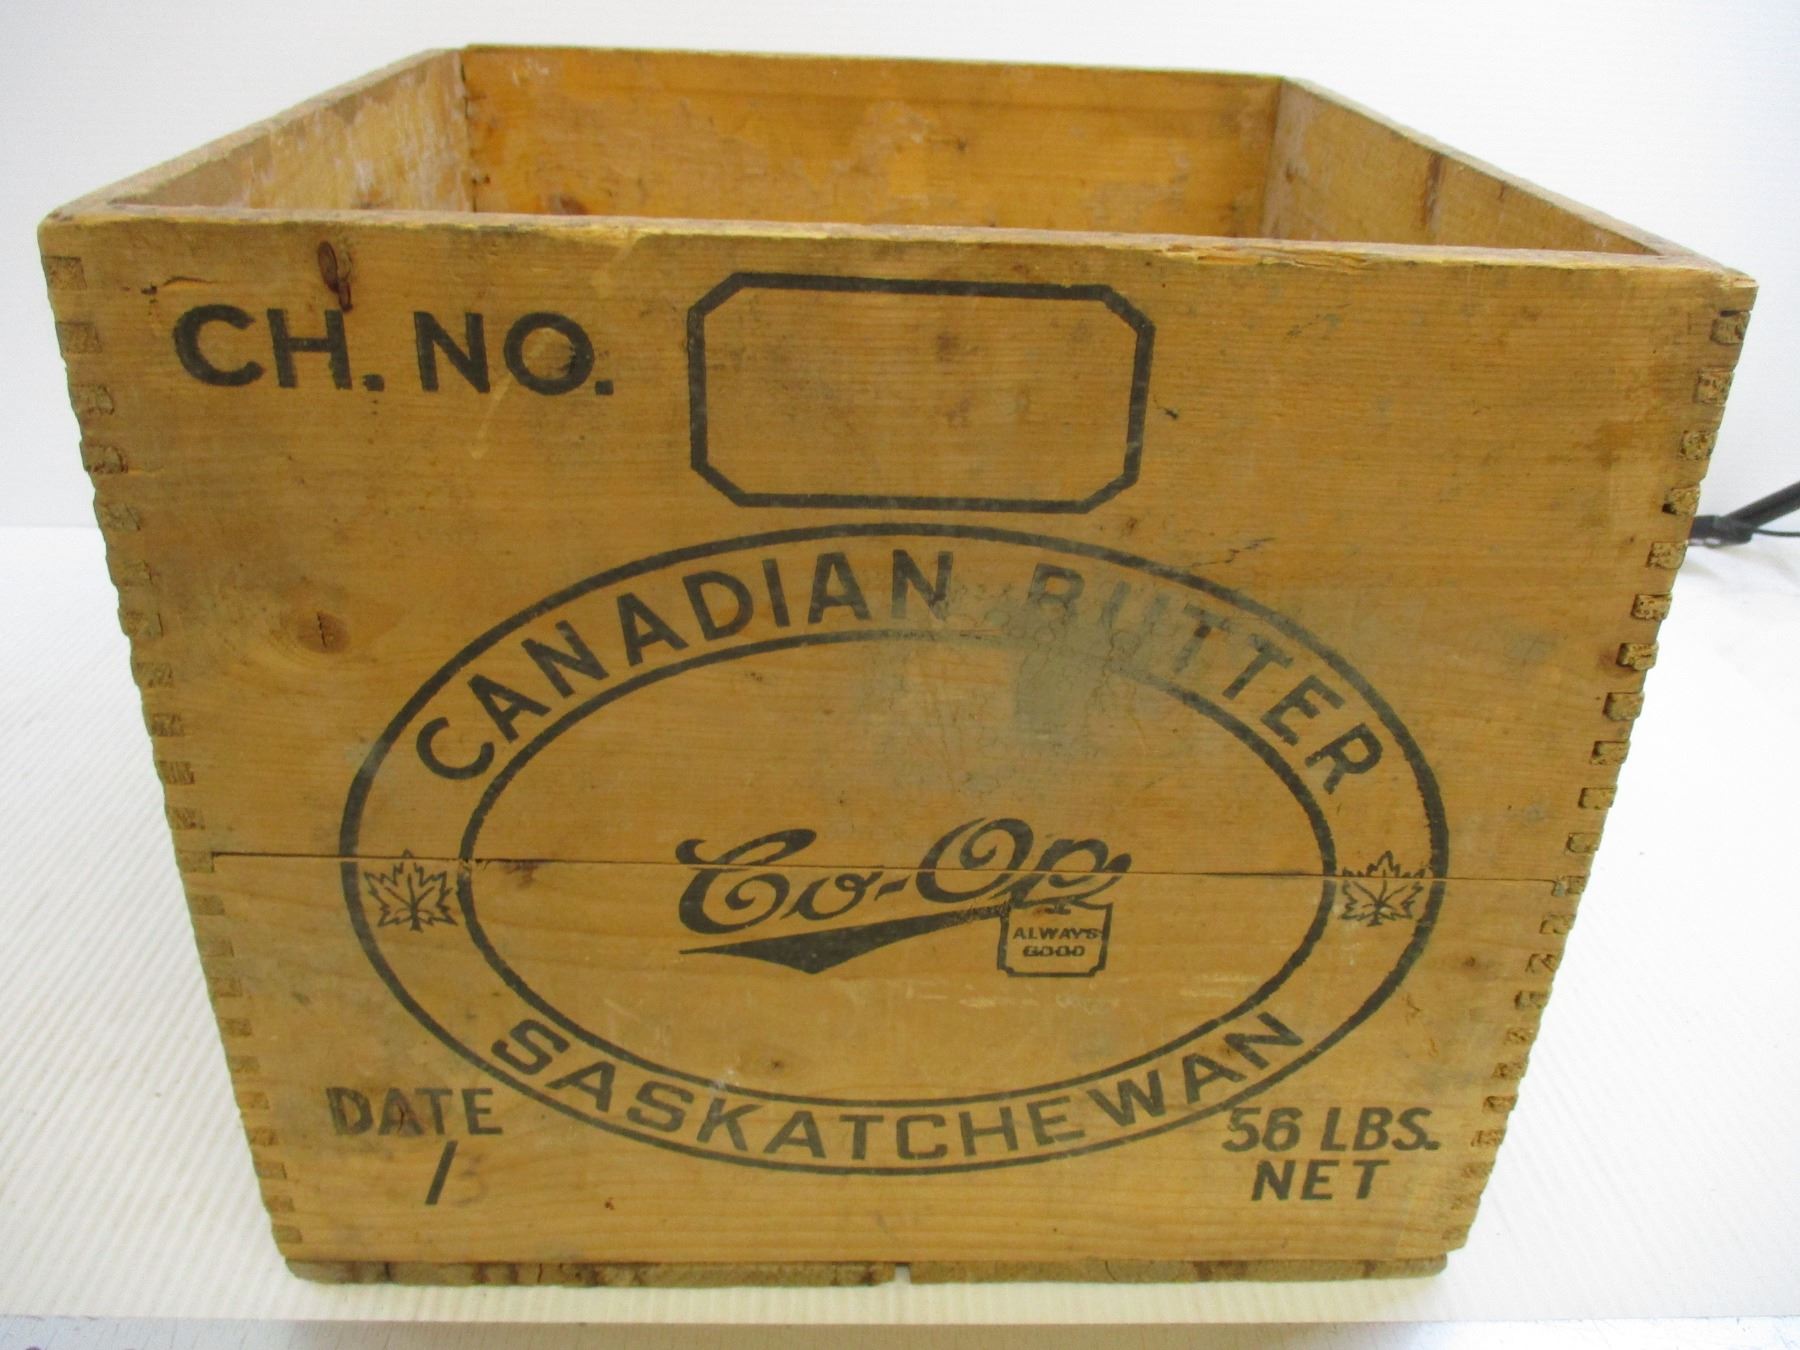 CH. NO.
CANADIAN BUTTER
Co-Op
ALWAYS
GOOD
SASKATCHEWAN
DATE
/
56 LBS.
NET